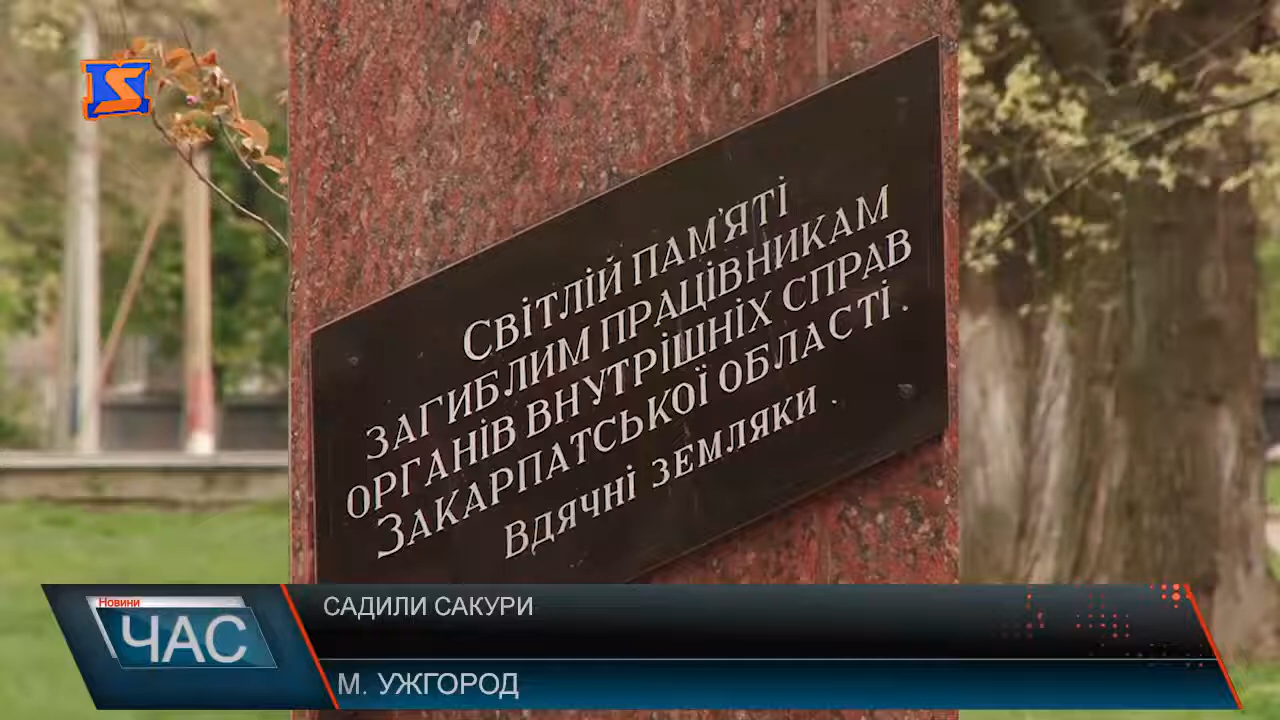 СВІТЛІЙ ПАМ'ЯТІ
ЗАГИБЛИМ ПРАЦІВНИКАМ
ОРГАНІВ ВНУТРІШНІХ СПРАВ
ЗАКАРПАТСЬКОЇ ОБЛАСТІ.
ВДЯЧНІ ЗЕМЛЯКИ.
Новини
ЧАС
САДИЛИ САКУРИ
М. УЖГОРОД